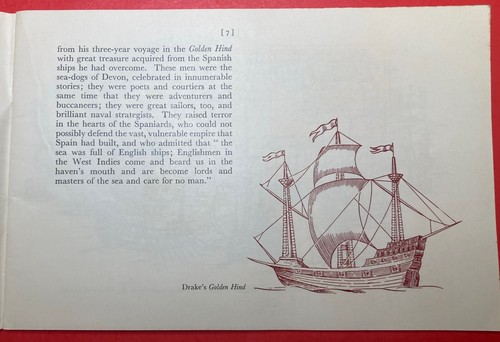 [ 7 ]
from his three-year voyage in the Golden Hind
with great treasure acquired from the Spanish
ships he had overcome. These men were the
sea-dogs of Devon, celebrated in innumerable
stories; they were poets and courtiers at the
same time that they were adventurers and
buccaneers; they were great sailors, too, and
brilliant naval strategists. They raised terror
in the hearts of the Spaniards, who could not
possibly defend the vast, vulnerable empire that
Spain had built, and who admitted that “ the
sea was full of English ships; Englishmen in
the West Indies come and beard us in the
haven’s mouth and are become lords and
masters of the sea and care for no man.”
Drake’s Golden Hind